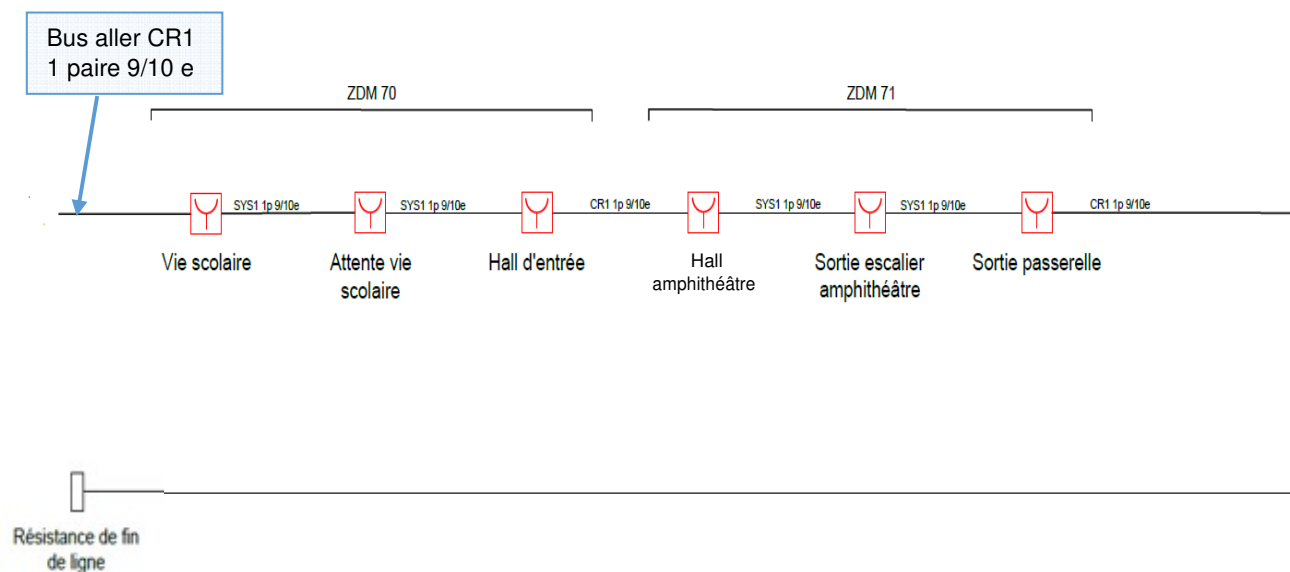 Bus aller CR1
1 paire 9/10 e
ZDM 70
ZDM 71
SYS1 1p 9/10e
SYS1 1p 9/10e
CR1 1p 9/10e
SYS1 1p 9/10e
SYS1 1p 9/10e
CR1 1p 9/10e
Vie scolaire
Attente vie
scolaire
Hall d'entrée
Hall
amphithéâtre
Sortie escalier
amphithéâtre
Sortie passerelle
Résistance de fin
de ligne